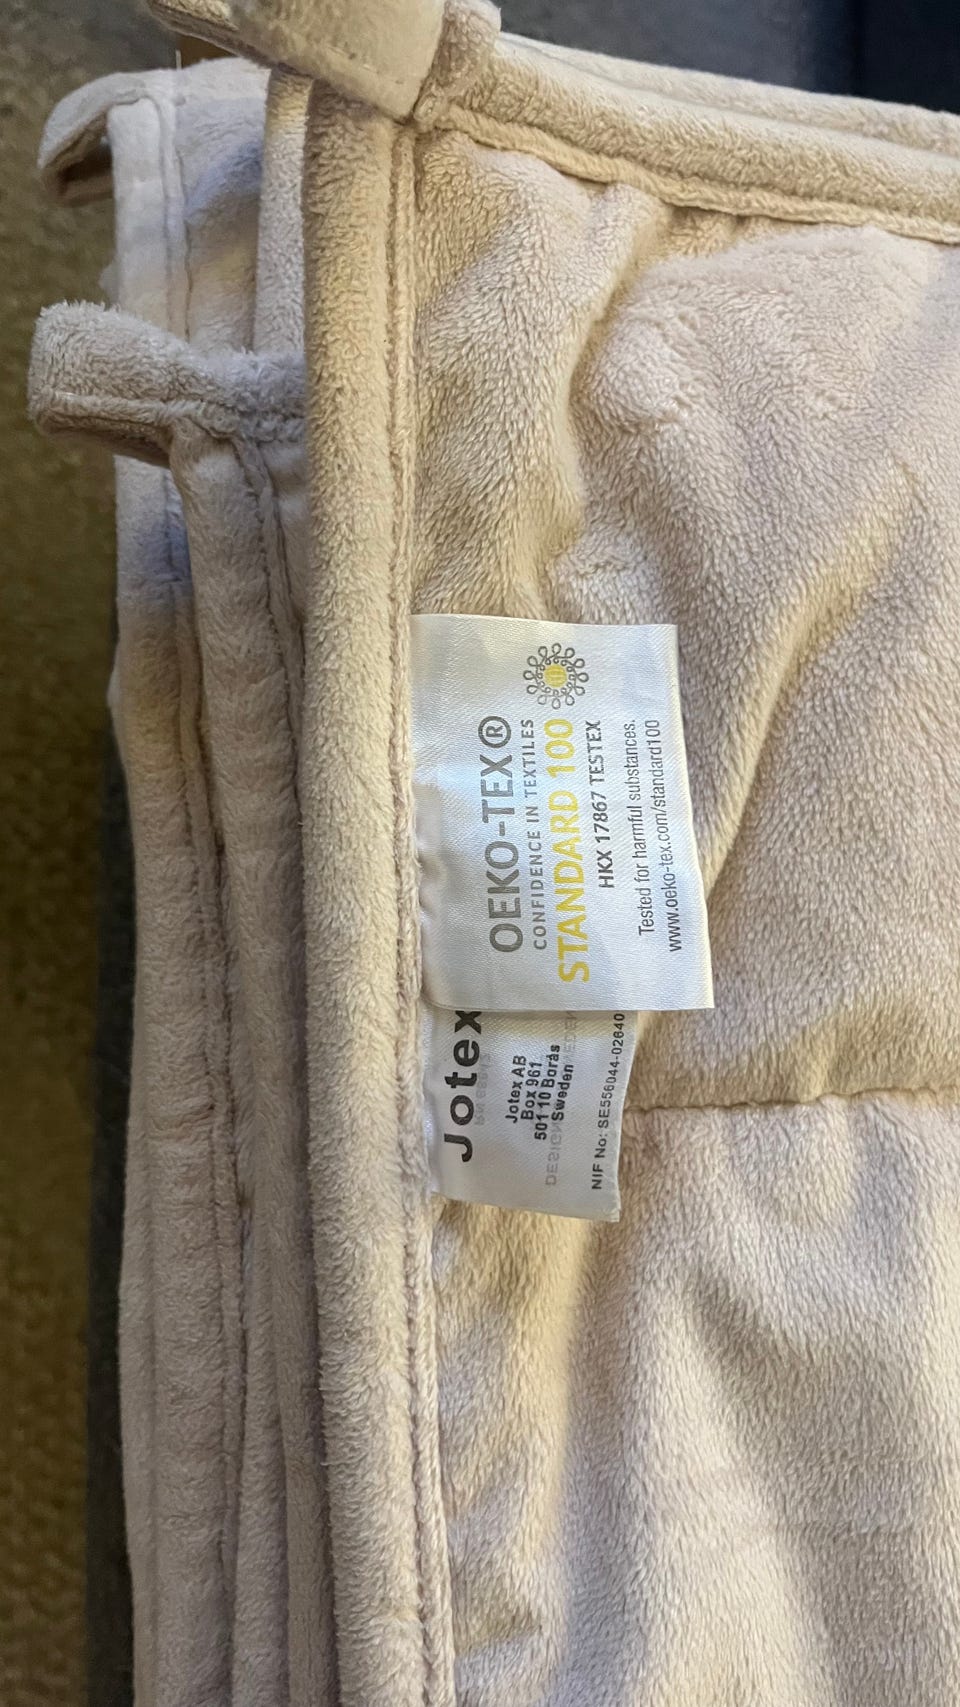 OEKO-TEX®
CONFIDENCE IN TEXTILES
STANDARD 100
HKX 17867 TESTEX
Tested for harmful substances.
www.oeko-tex.com/standard100
Jotex
Jotex AB
Box 961
501 10 Borås
Sweden
NIF No: SE556044-02640